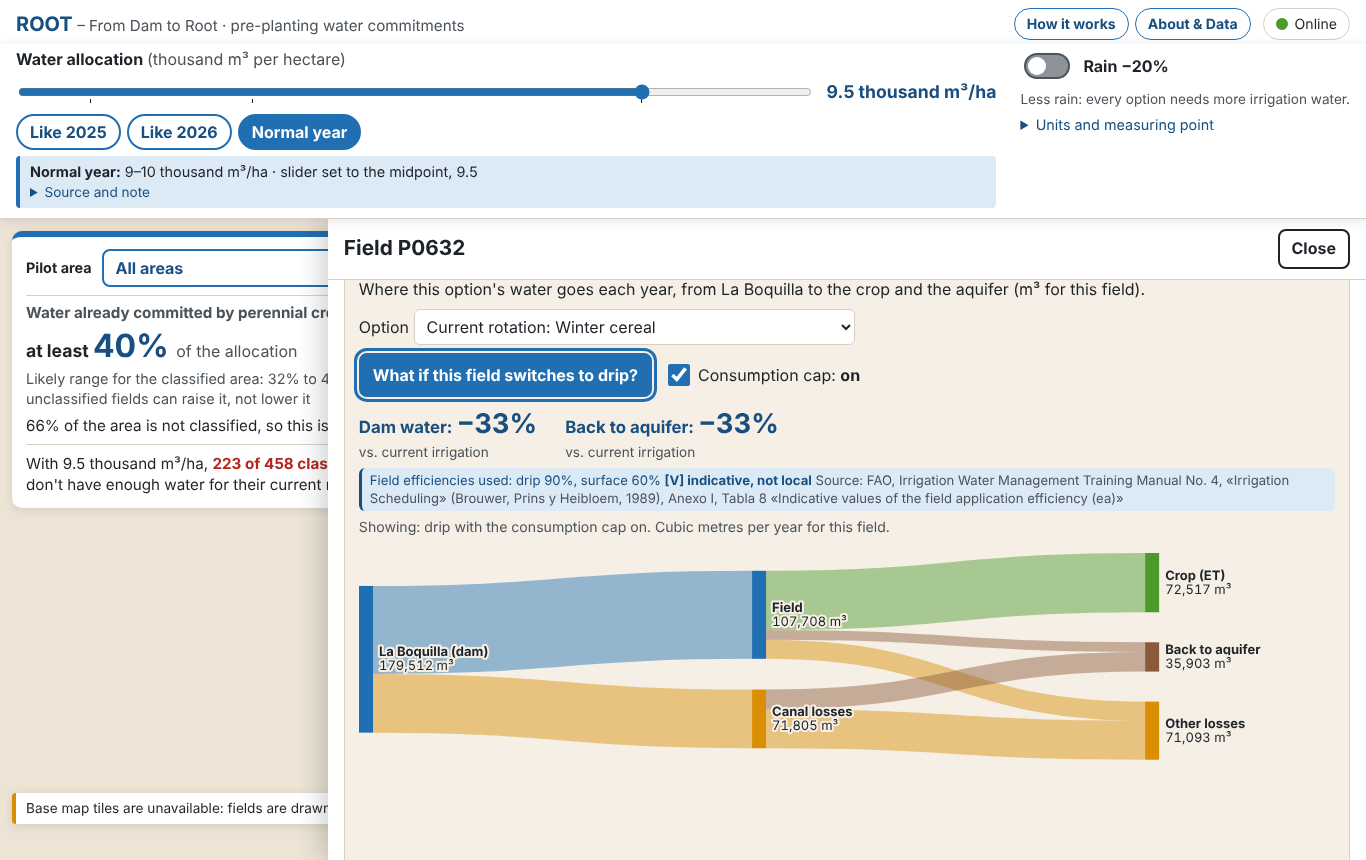 ROOT – From Dam to Root · pre-planting water commitments
How it works
About & Data
Online
Water allocation (thousand m³ per hectare)
9.5 thousand m³/ha
Like 2025
Like 2026
Normal year
Normal year: 9–10 thousand m³/ha · slider set to the midpoint, 9.5
Source and note
Rain −20%
Less rain: every option needs more irrigation water.
Units and measuring point
Pilot area
All areas
Water already committed by perennial cr
at least 40% of the allocation
Likely range for the classified area: 32% to 4
unclassified fields can raise it, not lower it
66% of the area is not classified, so this is
With 9.5 thousand m³/ha, 223 of 458 clas
don't have enough water for their current
Base map tiles are unavailable: fields are drawn
Field P0632
Close
Where this option's water goes each year, from La Boquilla to the crop and the aquifer (m³ for this field).
Option
Current rotation: Winter cereal
What if this field switches to drip?
Consumption cap: on
Dam water: −33%
vs. current irrigation
Back to aquifer: −33%
vs. current irrigation
Field efficiencies used: drip 90%, surface 60% [V] indicative, not local Source: FAO, Irrigation Water Management Training Manual No. 4, «Irrigation
Scheduling» (Brouwer, Prins y Heibloem, 1989), Anexo I, Tabla 8 «Indicative values of the field application efficiency (ea)»
Showing: drip with the consumption cap on. Cubic metres per year for this field.
La Boquilla (dam)
179,512 m³
Field
107,708 m³
Canal losses
71,805 m³
Crop (ET)
72,517 m³
Back to aquifer
35,903 m³
Other losses
71,093 m³